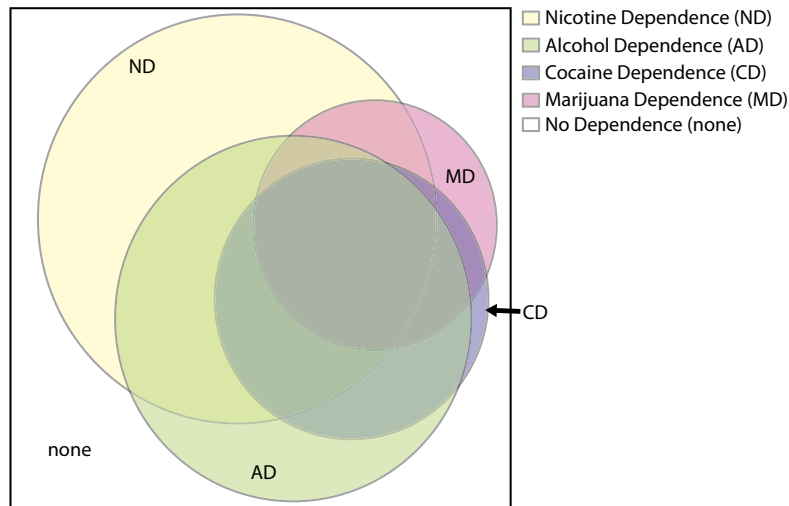 Nicotine Dependence (ND)
Alcohol Dependence (AD)
Cocaine Dependence (CD)
Marijuana Dependence (MD)
No Dependence (none)
ND
MD
CD
none
AD